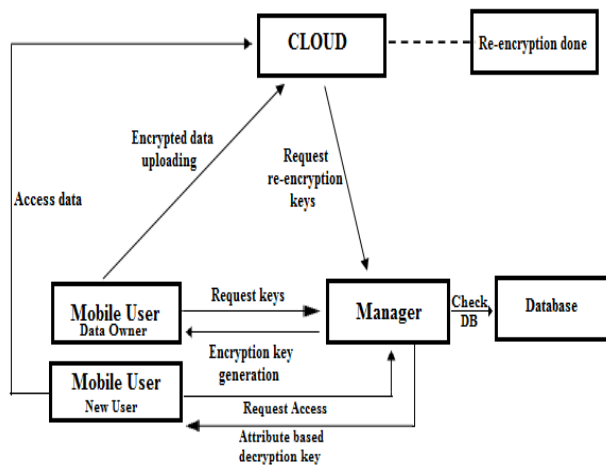 CLOUD
Re-encryption done
Encrypted data
uploading
Request
re-encryption
keys
Access data
Mobile User
Data Owner
Request keys
Manager
Check
DB
Database
Encryption key
generation
Mobile User
New User
Request Access
Attribute based
decryption key